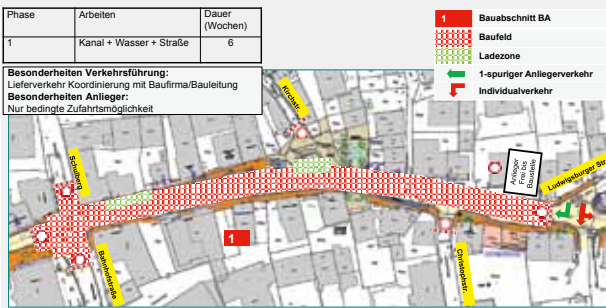 Phase Arbeiten Dauer (Wochen)
1 Kanal + Wasser + Straße 6
Besonderheiten Verkehrsführung:
Lieferverkehr Koordinierung mit Baufirma/Bauleitung
Besonderheiten Anlieger:
Nur bedingte Zufahrtsmöglichkeit
1 Bauabschnitt BA
Baufeld
Ladezone
1-spuriger Anliegerverkehr
Individualverkehr
Kirchstr.
Schulberg
Anlieger
Frei bis
Baustelle
Ludwigsburger Str
1
Bahnhofstraße
Christophstr.